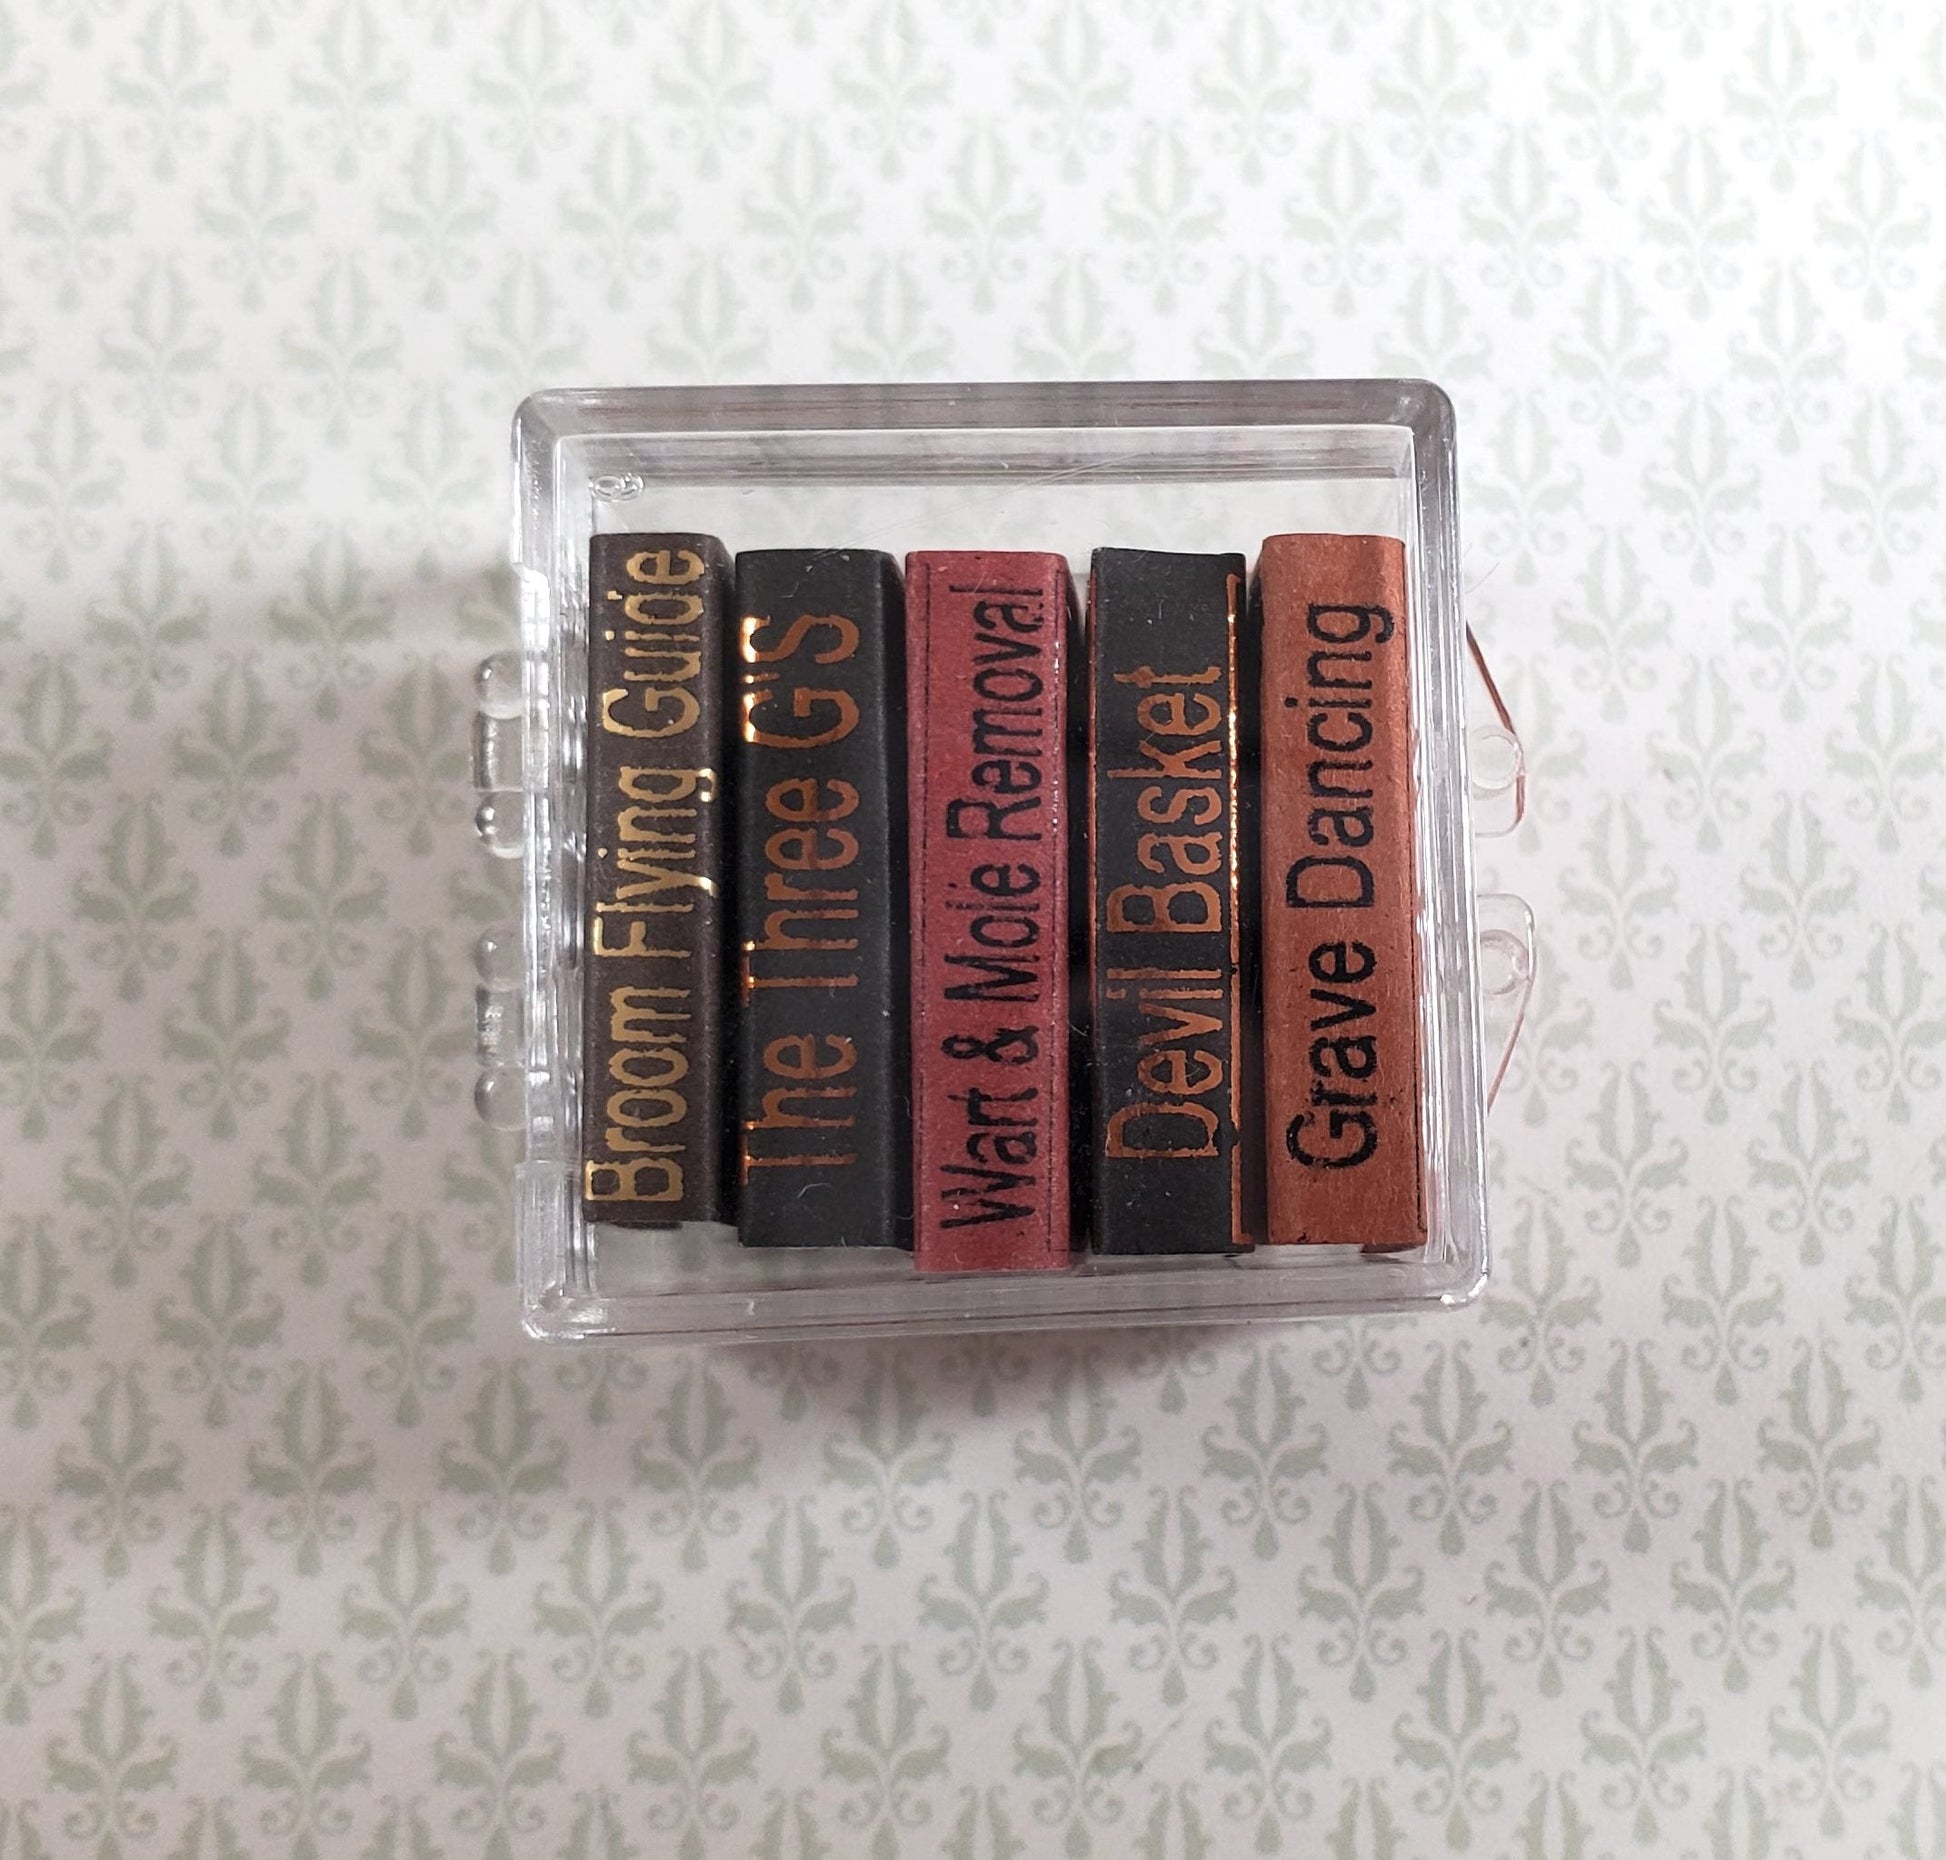 Broom Flying Guide
The Three G'S
Wart & Mole Removal
Devil Basket
Grave Dancing